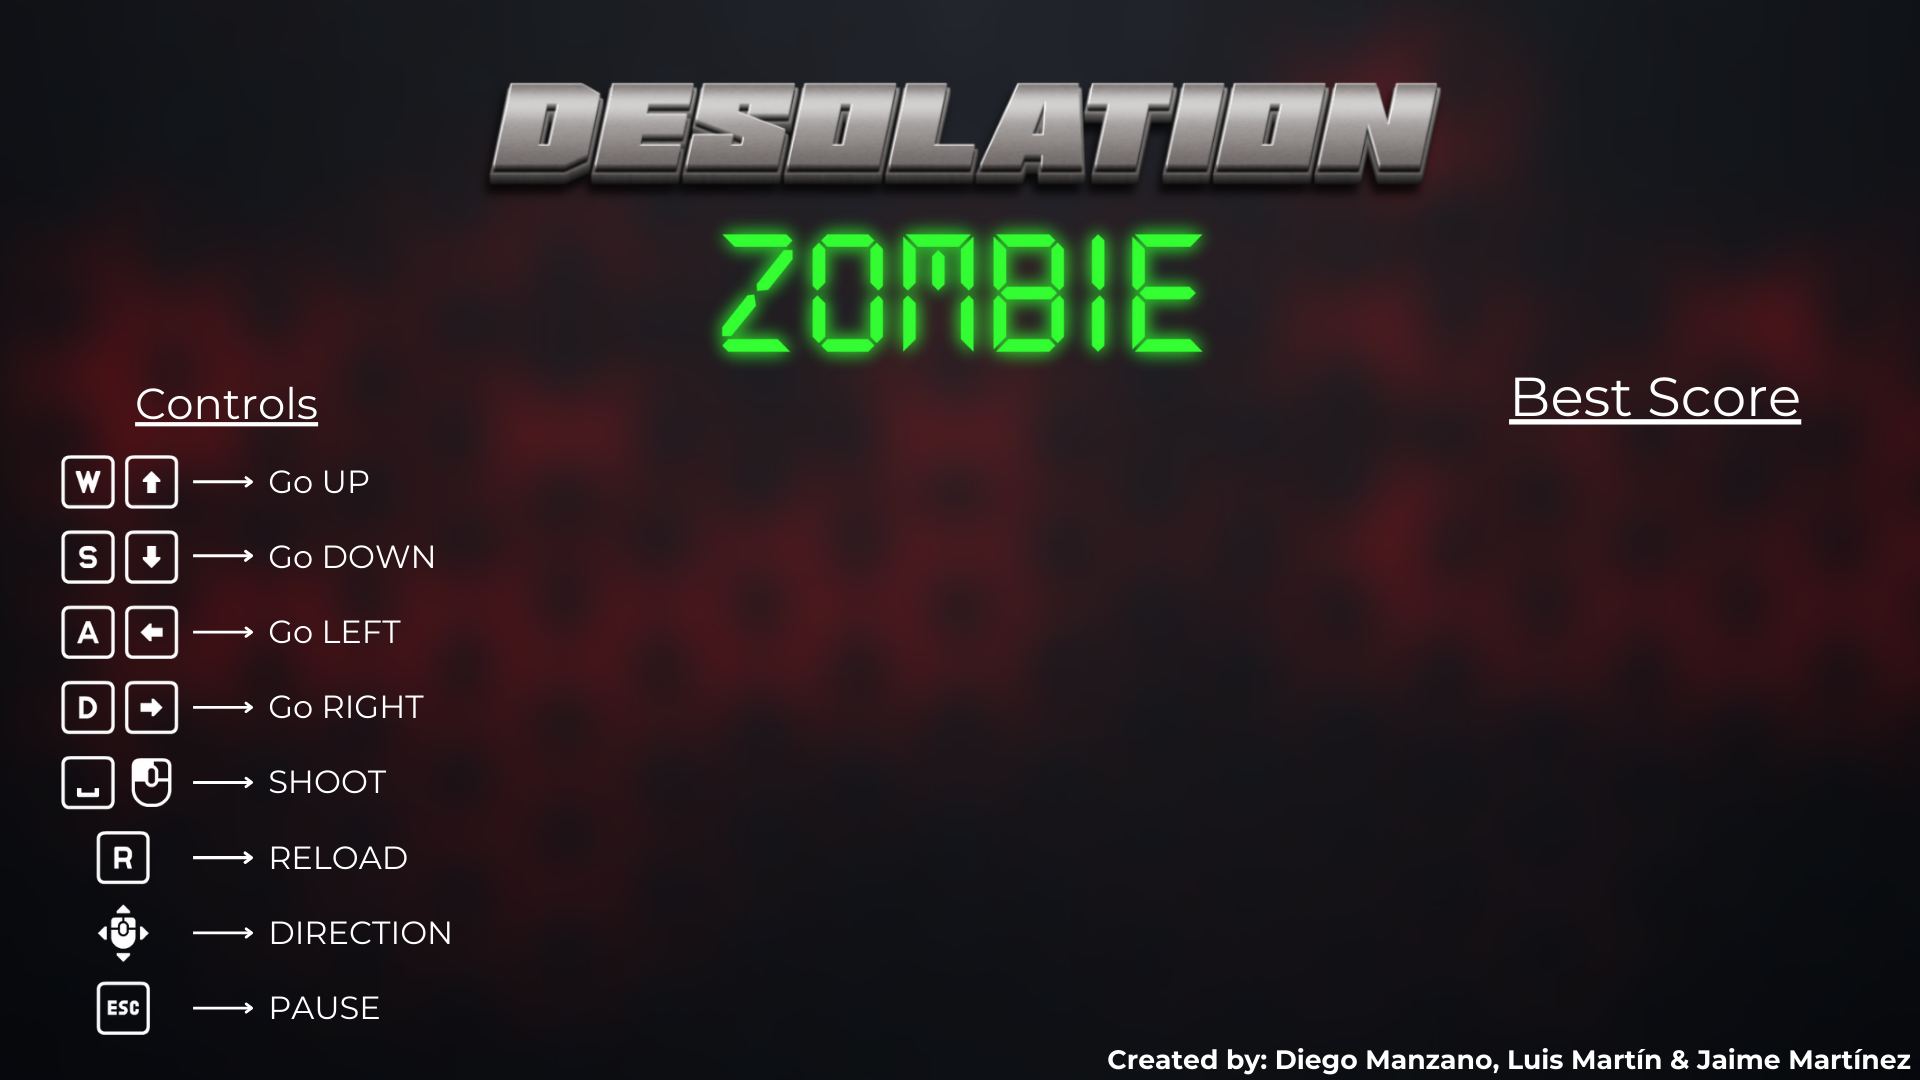 DESOLATION
ZOMBIE
Controls
W Go UP
S Go DOWN
A Go LEFT
D Go RIGHT
SHOOT
R RELOAD
DIRECTION
ESC PAUSE
Best Score
Created by: Diego Manzano, Luis Martín & Jaime Martínez